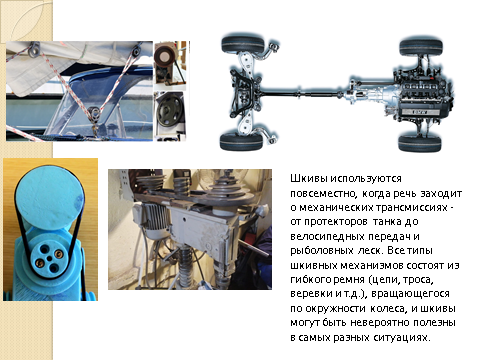 Шкивы используются
повсеместно, когда речь заходит
о механических трансмиссиях -
от протекторов танка до
велосипедных передач и
рыболовных леск. Все типы
шкивных механизмов состоят из
гибкого ремня (цепи, троса,
веревки и т.д.), вращающегося
по окружности колеса, и шкивы
могут быть невероятно полезны
в самых разных ситуациях.